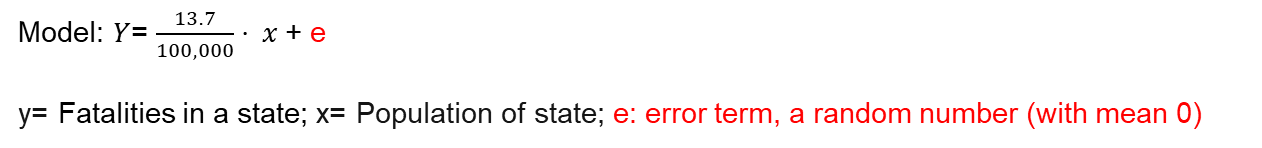 Model: Y= 13.7/100,000 · x + e
y= Fatalities in a state; x= Population of state; e: error term, a random number (with mean 0)